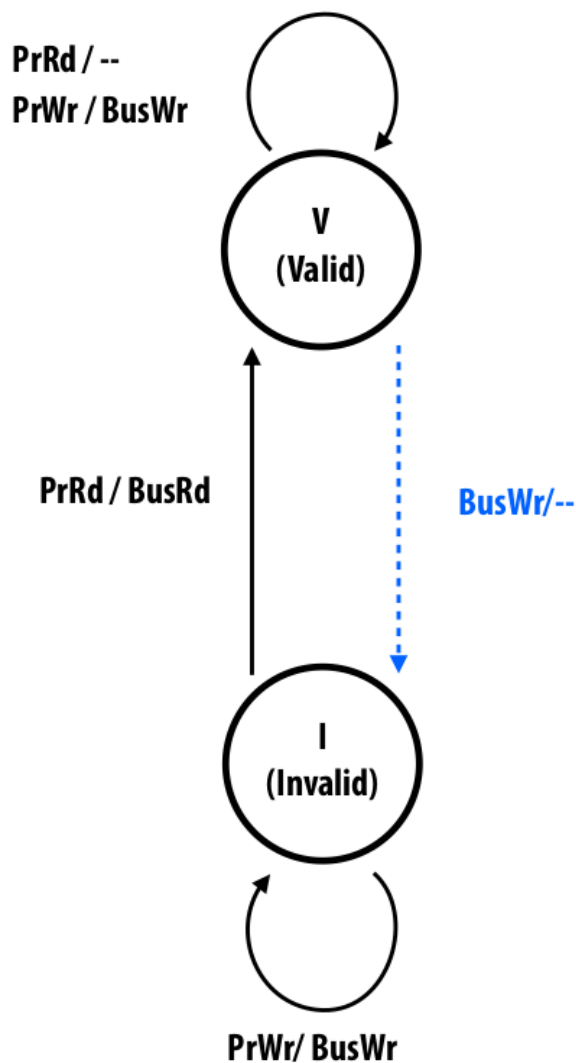 PrRd / --
PrWr / BusWr
V
(Valid)
PrRd / BusRd
BusWr/--
I
(Invalid)
PrWr/ BusWr